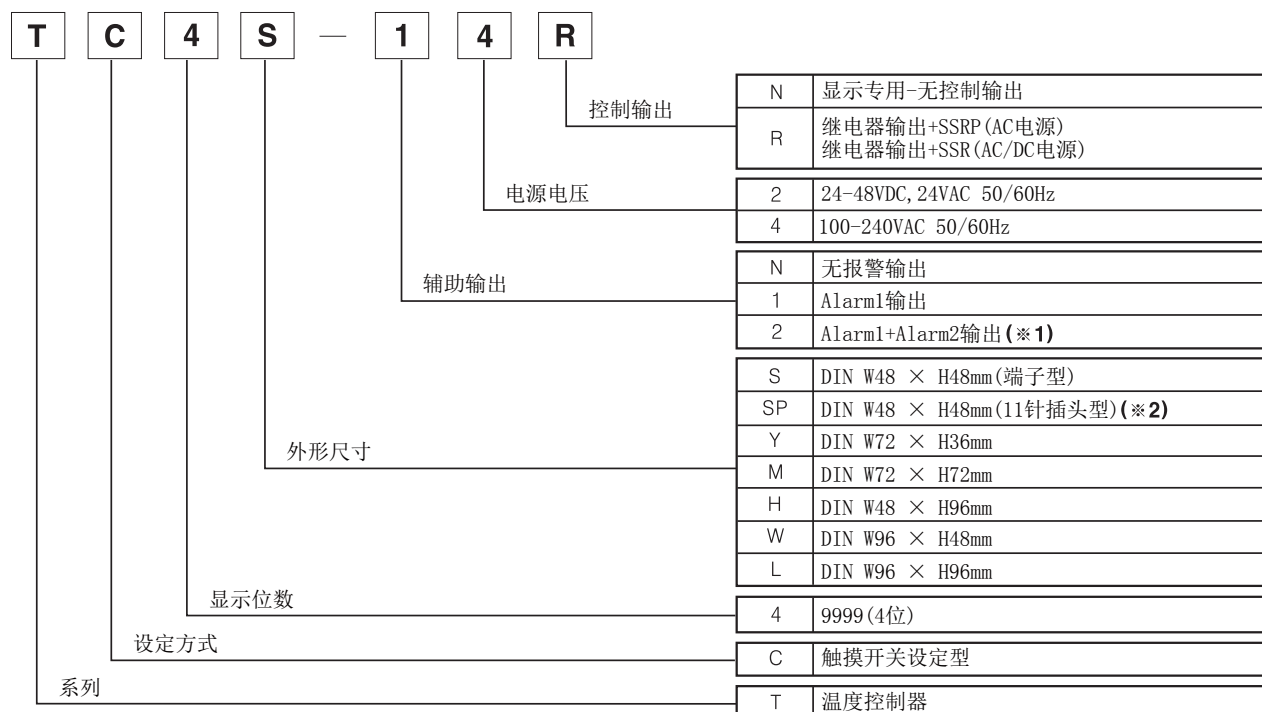 T C 4 S — 1 4 R
控制输出
N 显示专用-无控制输出
R 继电器输出+SSRP(AC电源)
继电器输出+SSR(AC/DC电源)
电源电压
2 24-48VDC,24VAC 50/60Hz
4 100-240VAC 50/60Hz
辅助输出
N 无报警输出
1 Alarm1输出
2 Alarm1+Alarm2输出(※1)
外形尺寸
S DIN W48 × H48mm(端子型)
SP DIN W48 × H48mm(11针插头型)(※2)
Y DIN W72 × H36mm
M DIN W72 × H72mm
H DIN W48 × H96mm
W DIN W96 × H48mm
L DIN W96 × H96mm
显示位数
4 9999(4位)
设定方式
C 触摸开关设定型
系列
T 温度控制器